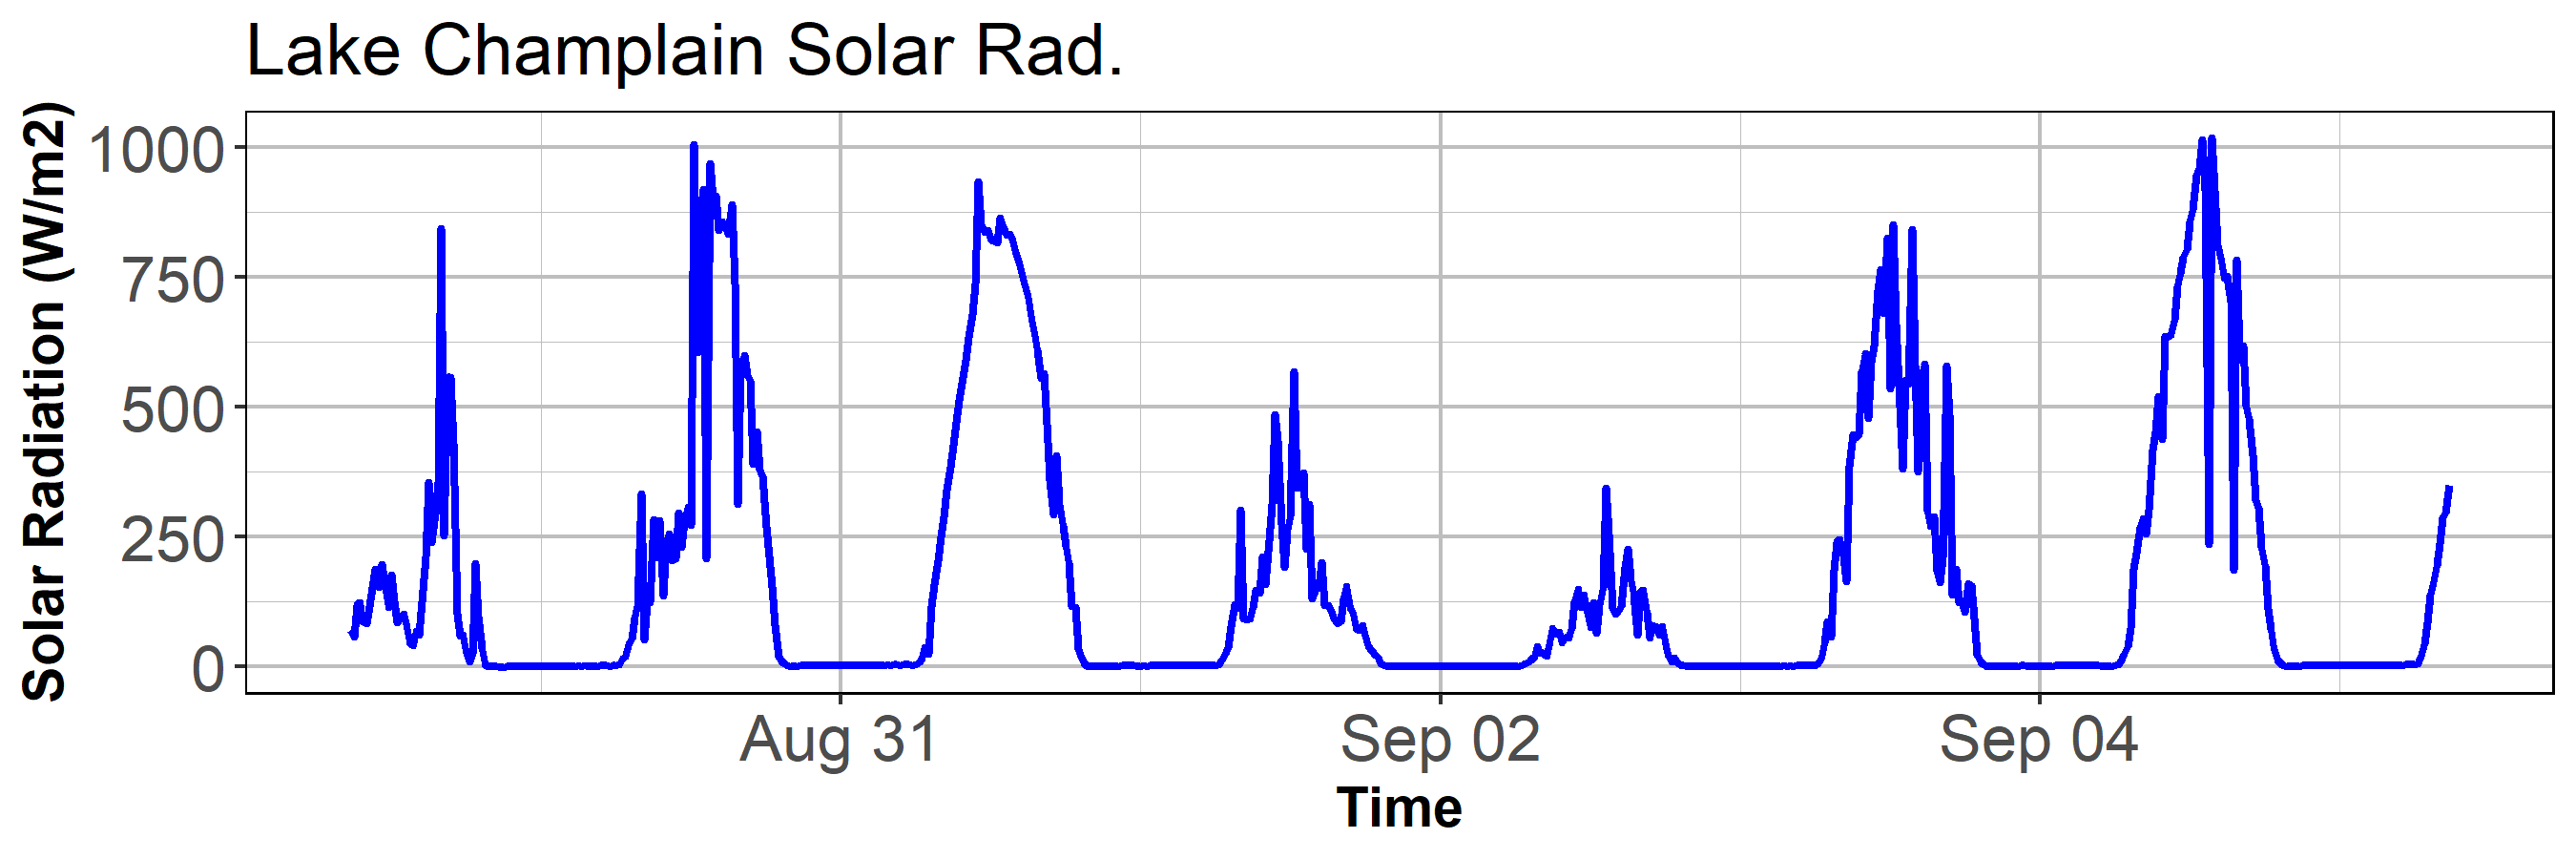 Lake Champlain Solar Rad.
Solar Radiation (W/m2)
1000
750
500
250
0
Aug 31 Sep 02 Sep 04
Time